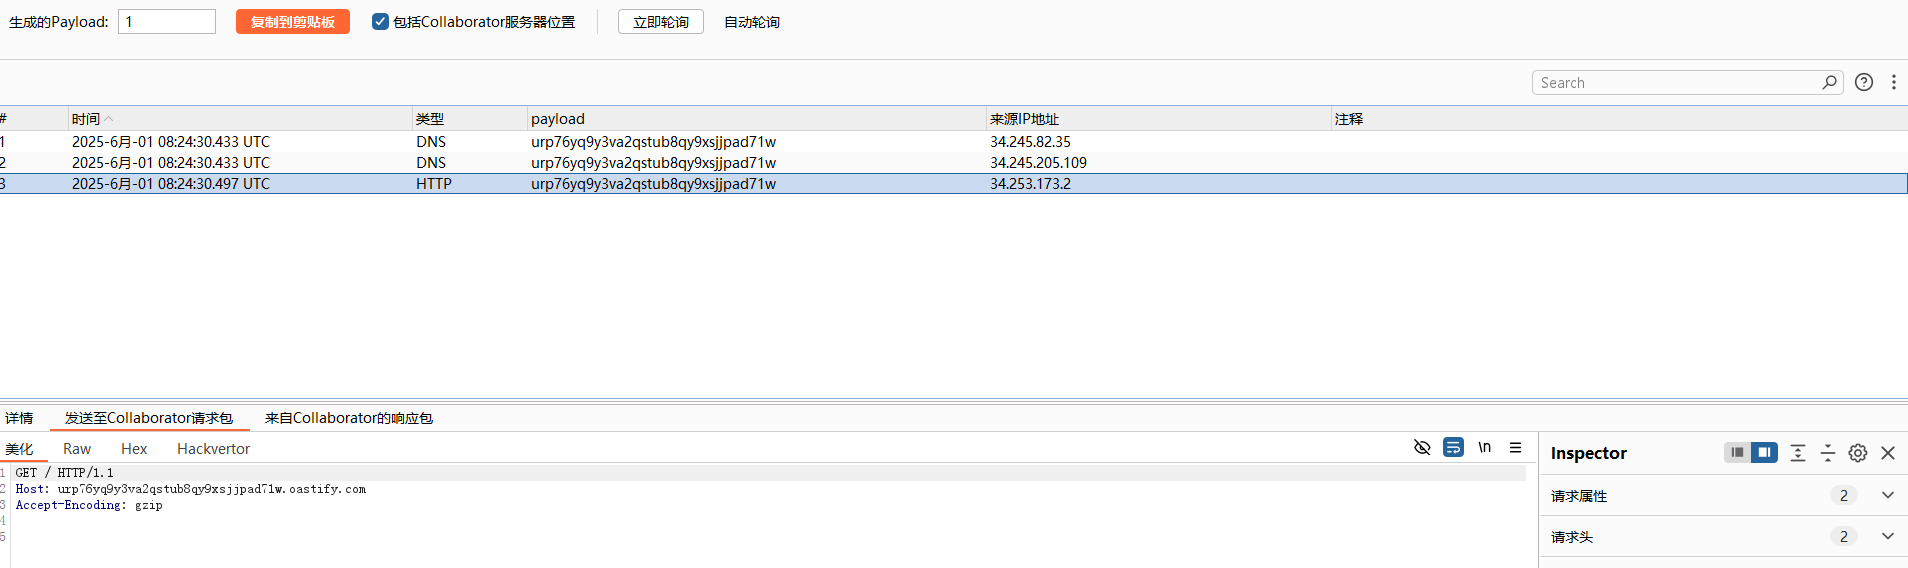 生成的Payload: 1 复制到剪贴板 包括Collaborator服务器位置 立即轮询 自动轮询
Search
# 时间 类型 payload 来源IP地址 注释
1 2025-6月-01 08:24:30.433 UTC DNS urp76yq9y3va2qstub8qy9xsjjpad71w 34.245.82.35
2 2025-6月-01 08:24:30.433 UTC DNS urp76yq9y3va2qstub8qy9xsjjpad71w 34.245.205.109
3 2025-6月-01 08:24:30.497 UTC HTTP urp76yq9y3va2qstub8qy9xsjjpad71w 34.253.173.2
详情 发送至Collaborator请求包 来自Collaborator的响应包
美化 Raw Hex Hackvertor \n
1 GET / HTTP/1.1
2 Host: urp76yq9y3va2qstub8qy9xsjjpad71w.oastify.com
3 Accept-Encoding: gzip
4
5
Inspector
请求属性 2
请求头 2